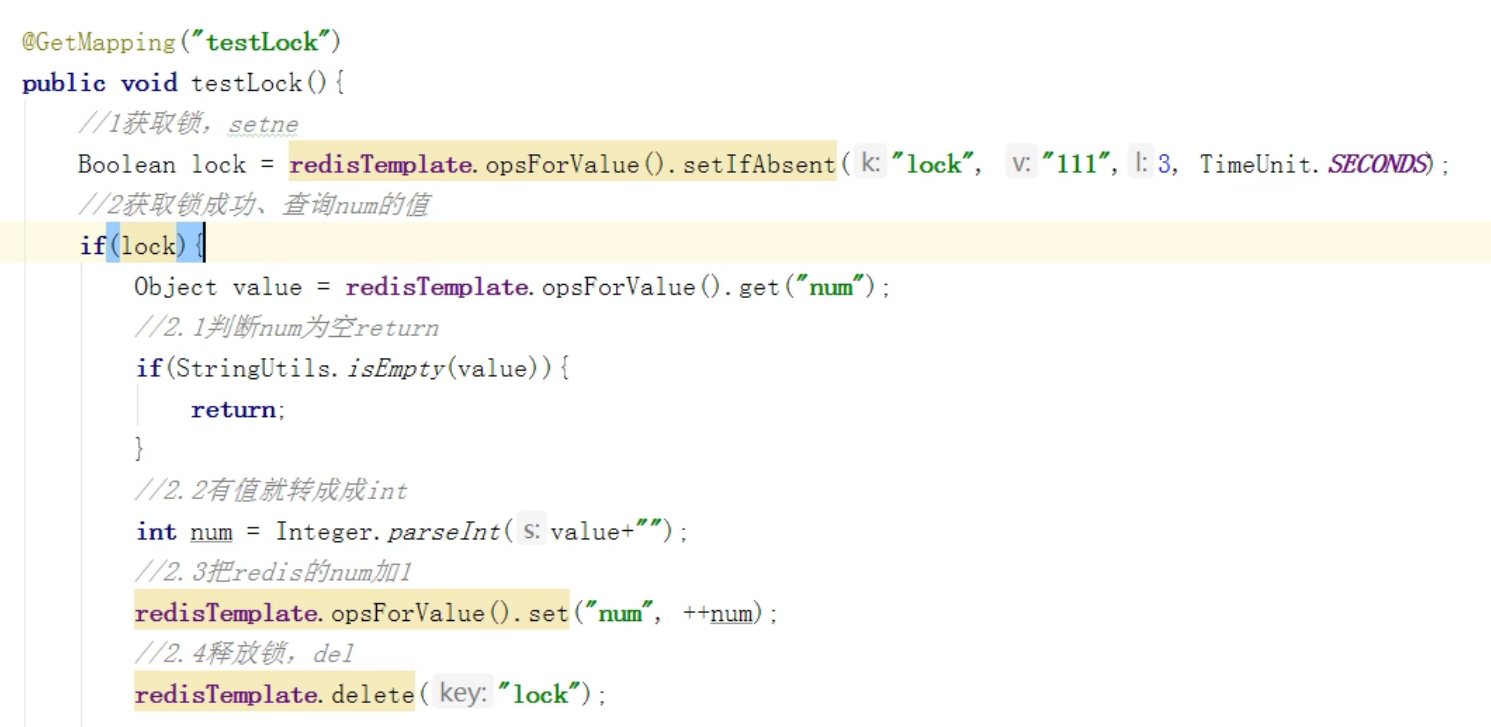 @GetMapping("testLock")
public void testLock(){
//1获取锁，setne
Boolean lock = redisTemplate.opsForValue().setIfAbsent( k: "lock", v: "111", l: 3, TimeUnit.SECONDS);
//2获取锁成功、查询num的值
if(lock){
Object value = redisTemplate.opsForValue().get("num");
//2.1判断num为空return
if(StringUtils.isEmpty(value)){
return;
}
//2.2有值就转成成int
int num = Integer.parseInt( s: value+"");
//2.3把redis的num加1
redisTemplate.opsForValue().set("num", ++num);
//2.4释放锁，del
redisTemplate.delete( key: "lock");